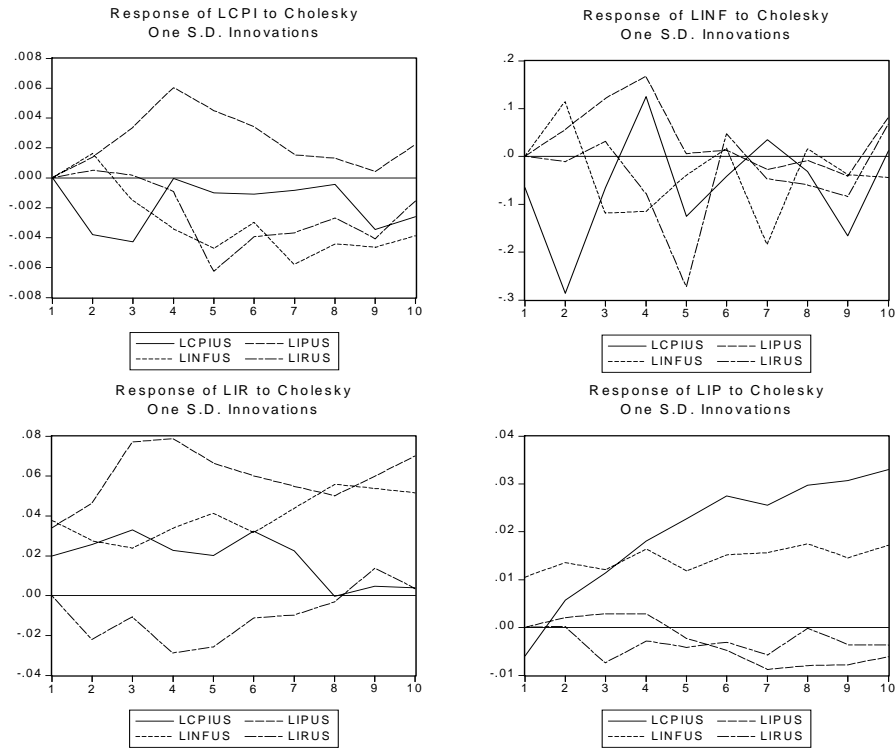 Response of LCPI to Cholesky
One S.D. Innovations
.008
.006
.004
.002
.000
-.002
-.004
-.006
-.008
1 2 3 4 5 6 7 8 9 10
LCPIUS LIPUS
LINFUS LIRUS
Response of LINF to Cholesky
One S.D. Innovations
.2
.1
.0
-.1
-.2
-.3
1 2 3 4 5 6 7 8 9 10
LCPIUS LIPUS
LINFUS LIRUS
Response of LIR to Cholesky
One S.D. Innovations
.08
.06
.04
.02
.00
-.02
-.04
1 2 3 4 5 6 7 8 9 10
LCPIUS LIPUS
LINFUS LIRUS
Response of LIP to Cholesky
One S.D. Innovations
.04
.03
.02
.01
.00
-.01
1 2 3 4 5 6 7 8 9 10
LCPIUS LIPUS
LINFUS LIRUS